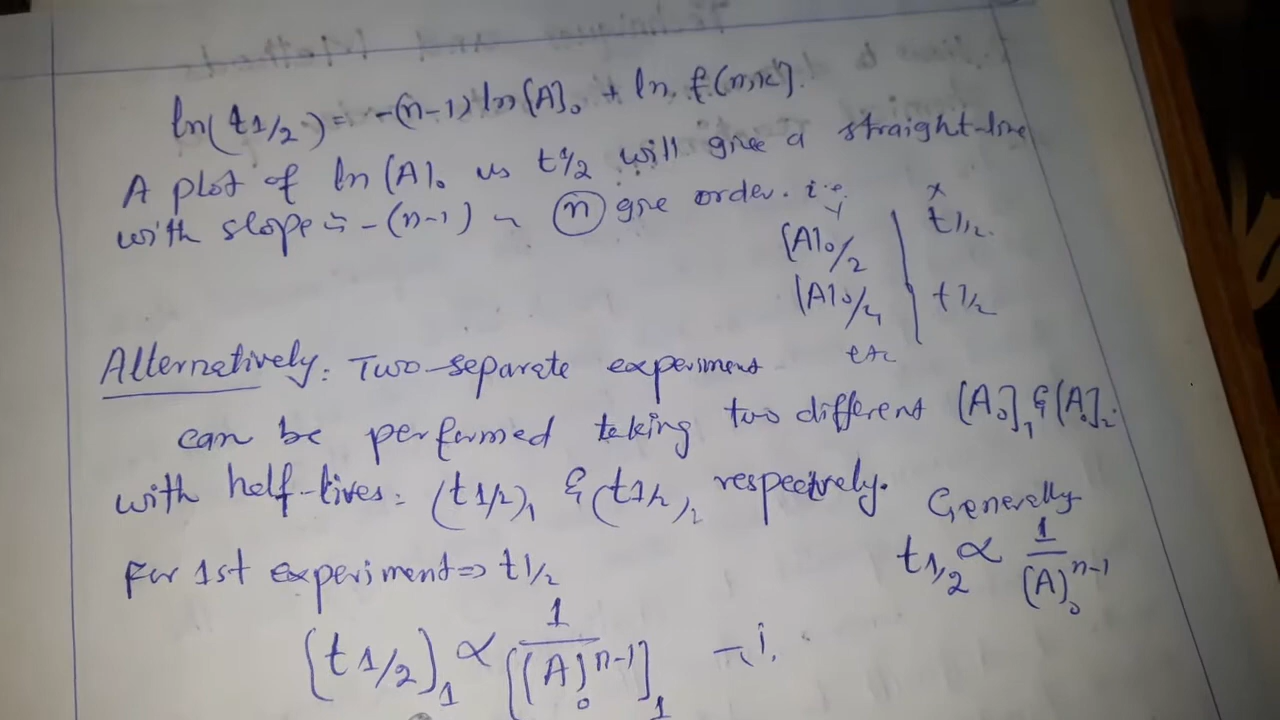 ln(t1/2) = -(n-1) ln[A]₀ + ln f(n,k).
A plot of ln[A]₀ vs t1/2 will give a straight-line
with slope = -(n-1) ~ (n) give order. i.e.
y | x
[A]₀/2 | t1/2.
[A]₀/4 | t1/2
etc
Alternatively: Two-separate experiment
can be performed taking two different [A₀]₁ & [A₀]₂.
with half-lives: (t1/2)₁ & (t1/2)₂ respectively.
Generally
For 1st experiment => t1/2
t1/2 ∝ 1/[A]₀ⁿ⁻¹
(t1/2)₁ ∝ 1/[[A]₀ⁿ⁻¹]₁ - i.